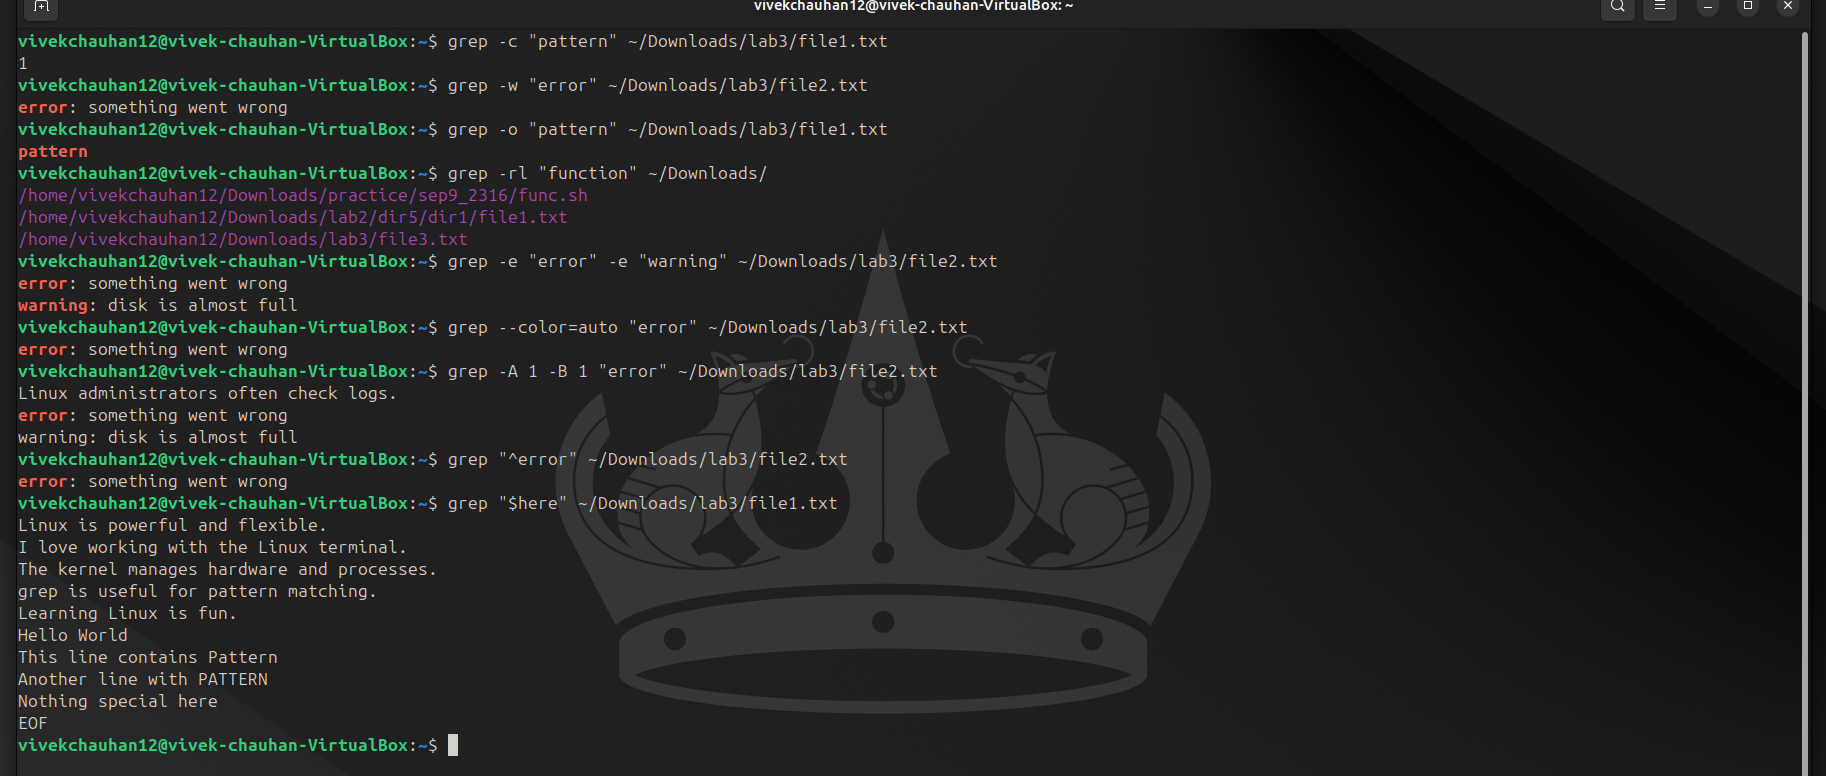 vivekchauhan12@vivek-chauhan-VirtualBox: ~
vivekchauhan12@vivek-chauhan-VirtualBox:~$ grep -c "pattern" ~/Downloads/lab3/file1.txt
1
vivekchauhan12@vivek-chauhan-VirtualBox:~$ grep -w "error" ~/Downloads/lab3/file2.txt
error: something went wrong
vivekchauhan12@vivek-chauhan-VirtualBox:~$ grep -o "pattern" ~/Downloads/lab3/file1.txt
pattern
vivekchauhan12@vivek-chauhan-VirtualBox:~$ grep -rl "function" ~/Downloads/
/home/vivekchauhan12/Downloads/practice/sep9_2316/func.sh
/home/vivekchauhan12/Downloads/lab2/dir5/dir1/file1.txt
/home/vivekchauhan12/Downloads/lab3/file3.txt
vivekchauhan12@vivek-chauhan-VirtualBox:~$ grep -e "error" -e "warning" ~/Downloads/lab3/file2.txt
error: something went wrong
warning: disk is almost full
vivekchauhan12@vivek-chauhan-VirtualBox:~$ grep --color=auto "error" ~/Downloads/lab3/file2.txt
error: something went wrong
vivekchauhan12@vivek-chauhan-VirtualBox:~$ grep -A 1 -B 1 "error" ~/Downloads/lab3/file2.txt
Linux administrators often check logs.
error: something went wrong
warning: disk is almost full
vivekchauhan12@vivek-chauhan-VirtualBox:~$ grep "^error" ~/Downloads/lab3/file2.txt
error: something went wrong
vivekchauhan12@vivek-chauhan-VirtualBox:~$ grep "$here" ~/Downloads/lab3/file1.txt
Linux is powerful and flexible.
I love working with the Linux terminal.
The kernel manages hardware and processes.
grep is useful for pattern matching.
Learning Linux is fun.
Hello World
This line contains Pattern
Another line with PATTERN
Nothing special here
EOF
vivekchauhan12@vivek-chauhan-VirtualBox:~$